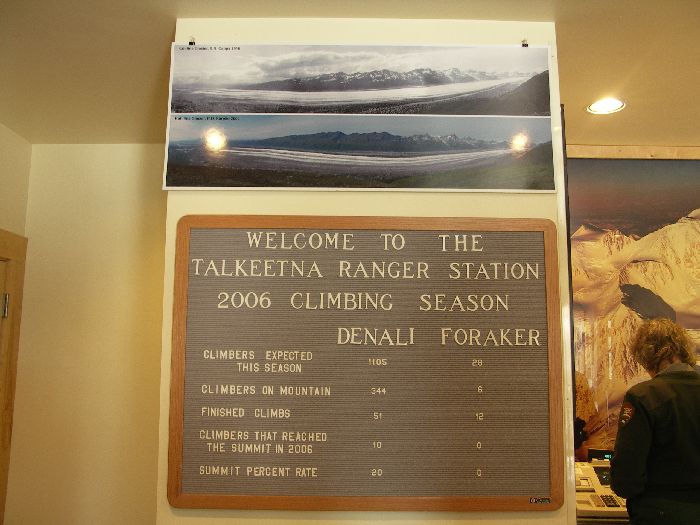 WELCOME TO THE
TALKEETNA RANGER STATION
2006 CLIMBING SEASON
DENALI FORAKER
CLIMBERS EXPECTED
THIS SEASON 1105 28
CLIMBERS ON MOUNTAIN 344 6
FINISHED CLIMBS 51 12
CLIMBERS THAT REACHED
THE SUMMIT IN 2006 10 0
SUMMIT PERCENT RATE 20 0